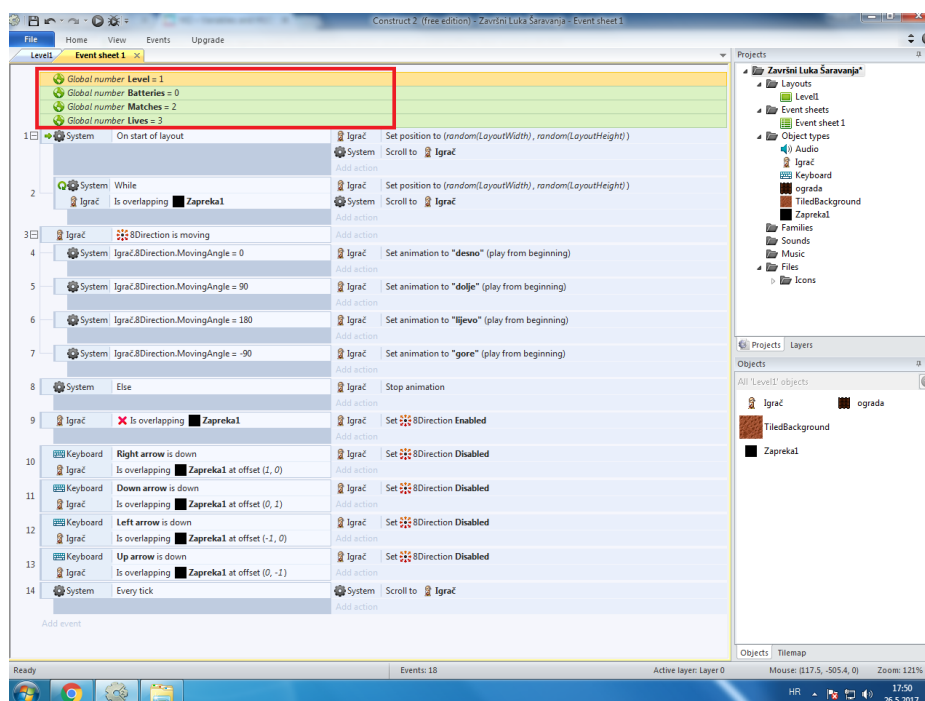 Construct 2 (free edition) - Završni Luka Šaravanja - Event sheet 1
File Home View Events Upgrade
Level1 Event sheet 1
Global number Level = 1
Global number Batteries = 0
Global number Matches = 2
Global number Lives = 3
1 System On start of layout Igrač Set position to (random(LayoutWidth) , random(LayoutHeight) )
System Scroll to Igrač
Add action
2 System While Igrač Set position to (random(LayoutWidth) , random(LayoutHeight) )
Igrač Is overlapping Zapreka1 System Scroll to Igrač
Add action
3 Igrač 8Direction is moving Add action
4 System Igrač.8Direction.MovingAngle = 0 Igrač Set animation to "desno" (play from beginning)
Add action
5 System Igrač.8Direction.MovingAngle = 90 Igrač Set animation to "dolje" (play from beginning)
Add action
6 System Igrač.8Direction.MovingAngle = 180 Igrač Set animation to "lijevo" (play from beginning)
Add action
7 System Igrač.8Direction.MovingAngle = -90 Igrač Set animation to "gore" (play from beginning)
Add action
8 System Else Igrač Stop animation
Add action
9 Igrač Is overlapping Zapreka1 Igrač Set 8Direction Enabled
Add action
10 Keyboard Right arrow is down Igrač Set 8Direction Disabled
Igrač Is overlapping Zapreka1 at offset (1, 0) Add action
11 Keyboard Down arrow is down Igrač Set 8Direction Disabled
Igrač Is overlapping Zapreka1 at offset (0, 1) Add action
12 Keyboard Left arrow is down Igrač Set 8Direction Disabled
Igrač Is overlapping Zapreka1 at offset (-1, 0) Add action
13 Keyboard Up arrow is down Igrač Set 8Direction Disabled
Igrač Is overlapping Zapreka1 at offset (0, -1) Add action
14 System Every tick System Scroll to Igrač
Add action
Add event
Projects
Završni Luka Šaravanja*
Layouts
Level1
Event sheets
Event sheet 1
Object types
Audio
Igrač
Keyboard
ograda
TiledBackground
Zapreka1
Families
Sounds
Music
Files
Icons
Projects Layers
Objects
All 'Level1' objects
Igrač ograda
TiledBackground
Zapreka1
Objects Tilemap
Ready Events: 18 Active layer: Layer 0 Mouse: (117.5, -505.4, 0) Zoom: 121%
HR 17:50
26.5.2017